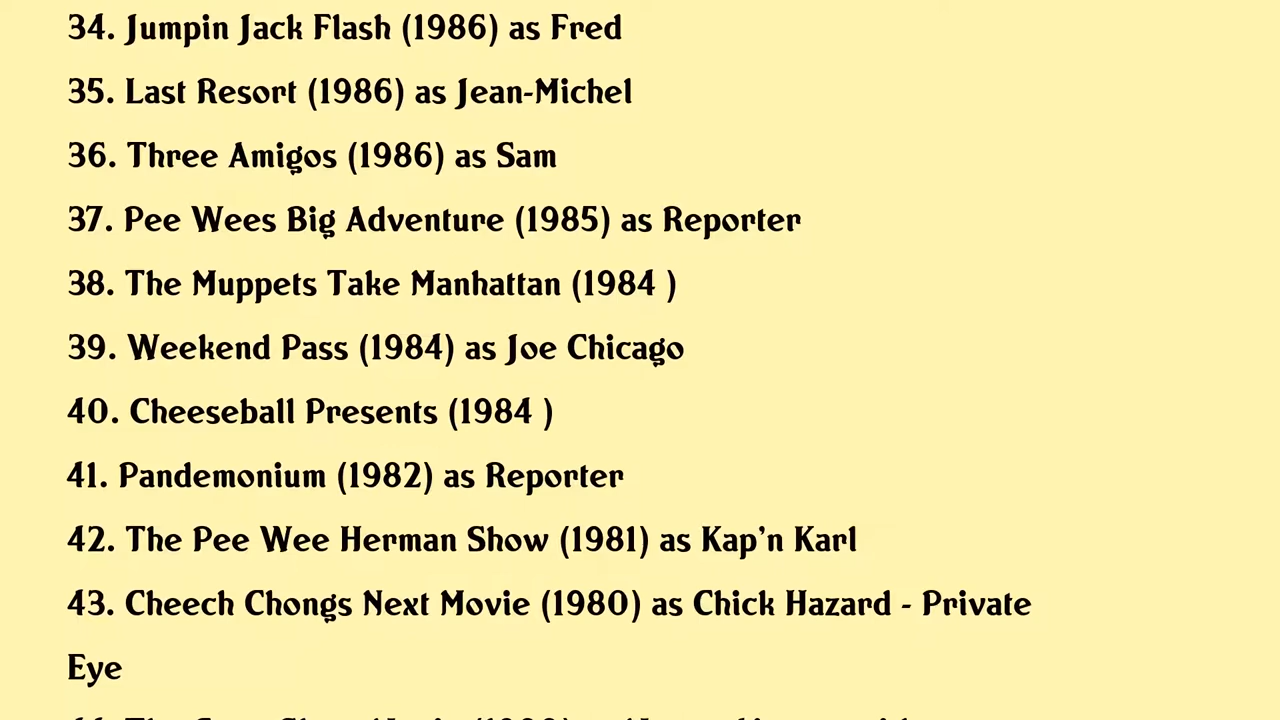 34. Jumpin Jack Flash (1986) as Fred
35. Last Resort (1986) as Jean-Michel
36. Three Amigos (1986) as Sam
37. Pee Wees Big Adventure (1985) as Reporter
38. The Muppets Take Manhattan (1984 )
39. Weekend Pass (1984) as Joe Chicago
40. Cheeseball Presents (1984 )
41. Pandemonium (1982) as Reporter
42. The Pee Wee Herman Show (1981) as Kap'n Karl
43. Cheech Chongs Next Movie (1980) as Chick Hazard - Private
Eye